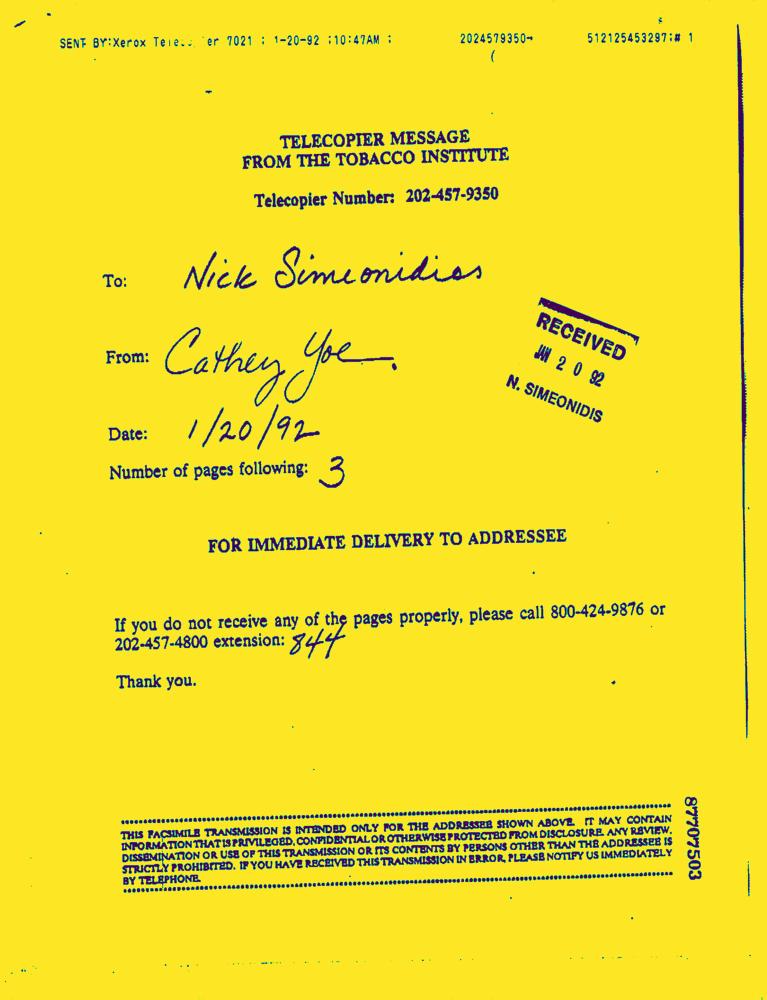 SENT BY:Xerox 7021 ; 1-20-92 ;10:47AM ; 2024579350→ 512125453297:# 1
TELECOPIER MESSAGE
FROM THE TOBACCO INSTITUTE
Telecopier Number: 202-457-9350
To: Nick Simeonidies
RECEIVED
JAN 20 92
N. SIMEONIDIS
From: Cathey Yoe.
Date: 1/20/92
Number of pages following: 3
FOR IMMEDIATE DELIVERY TO ADDRESSEE
If you do not receive any of the pages properly, please call 800-424-9876 or
202-457-4800 extension: 844
Thank you.
THIS FACSIMILE TRANSMISSION IS INTENDED ONLY FOR THE ADDRESSEE SHOWN ABOVE. IT MAY CONTAIN
INFORMATION THAT IS PRIVILEGED, CONFIDENTIAL OR OTHERWISE PROTECTED FROM DISCLOSURE. ANY REVIEW,
DISSEMINATION OR USE OF THIS TRANSMISSION OR ITS CONTENTS BY PERSONS OTHER THAN THE ADDRESSEE IS
STRICTLY PROHIBITED. IF YOU HAVE RECEIVED THIS TRANSMISSION IN ERROR, PLEASE NOTIFY US IMMEDIATELY
BY TELEPHONE.
87707503